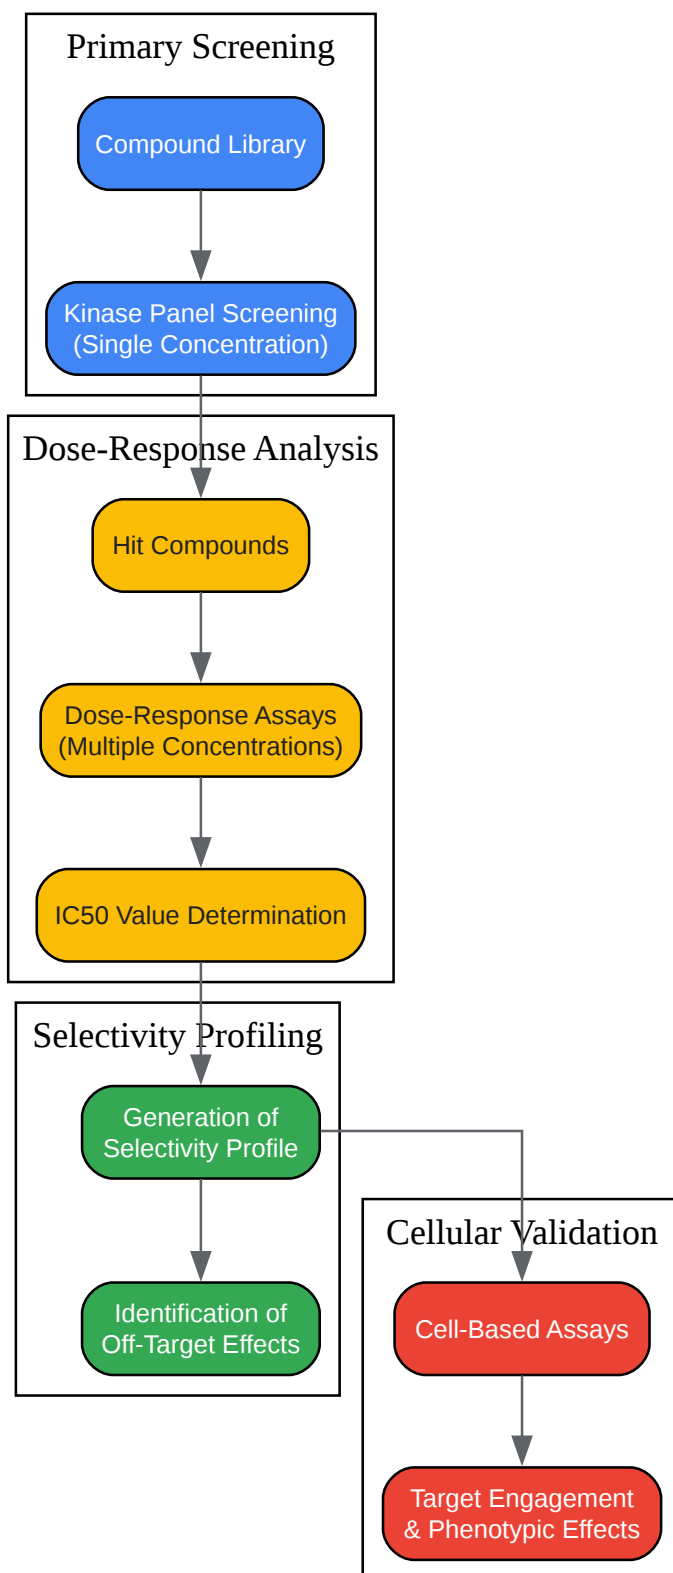 Primary Screening
Compound Library
Kinase Panel Screening
(Single Concentration)
Dose-Response Analysis
Hit Compounds
Dose-Response Assays
(Multiple Concentrations)
IC50 Value Determination
Selectivity Profiling
Generation of
Selectivity Profile
Identification of
Off-Target Effects
Cellular Validation
Cell-Based Assays
Target Engagement
& Phenotypic Effects